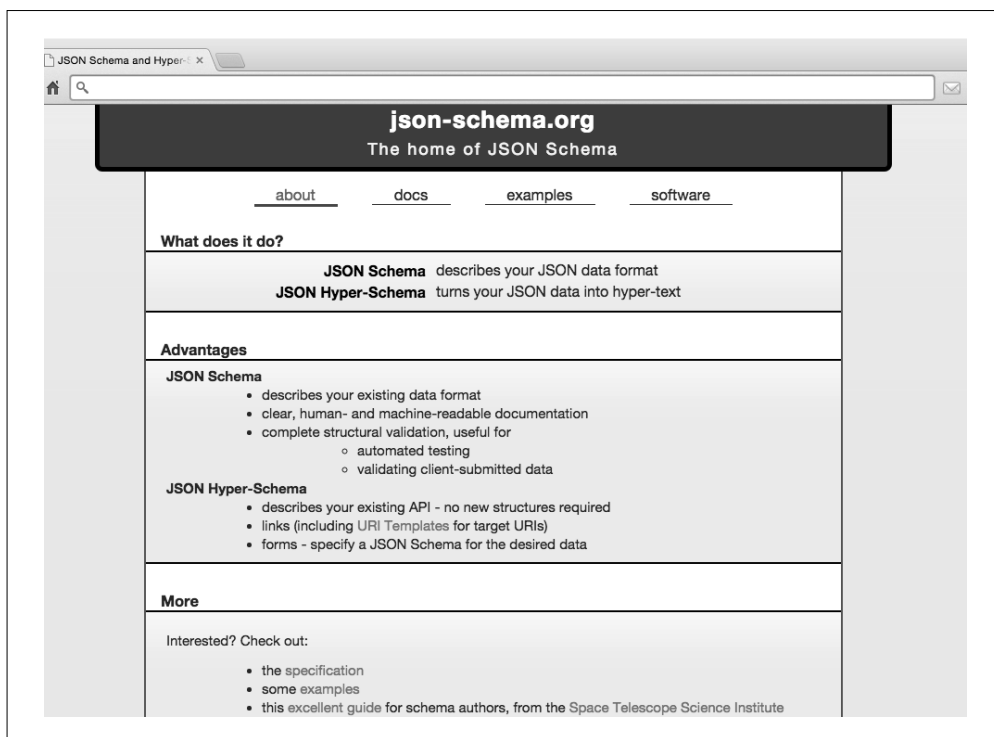 JSON Schema and Hyper-
json-schema.org
The home of JSON Schema
about docs examples software
What does it do?
JSON Schema describes your JSON data format
JSON Hyper-Schema turns your JSON data into hyper-text
Advantages
JSON Schema
• describes your existing data format
• clear, human- and machine-readable documentation
• complete structural validation, useful for
◦ automated testing
◦ validating client-submitted data
JSON Hyper-Schema
• describes your existing API - no new structures required
• links (including URI Templates for target URIs)
• forms - specify a JSON Schema for the desired data
More
Interested? Check out:
• the specification
• some examples
• this excellent guide for schema authors, from the Space Telescope Science Institute